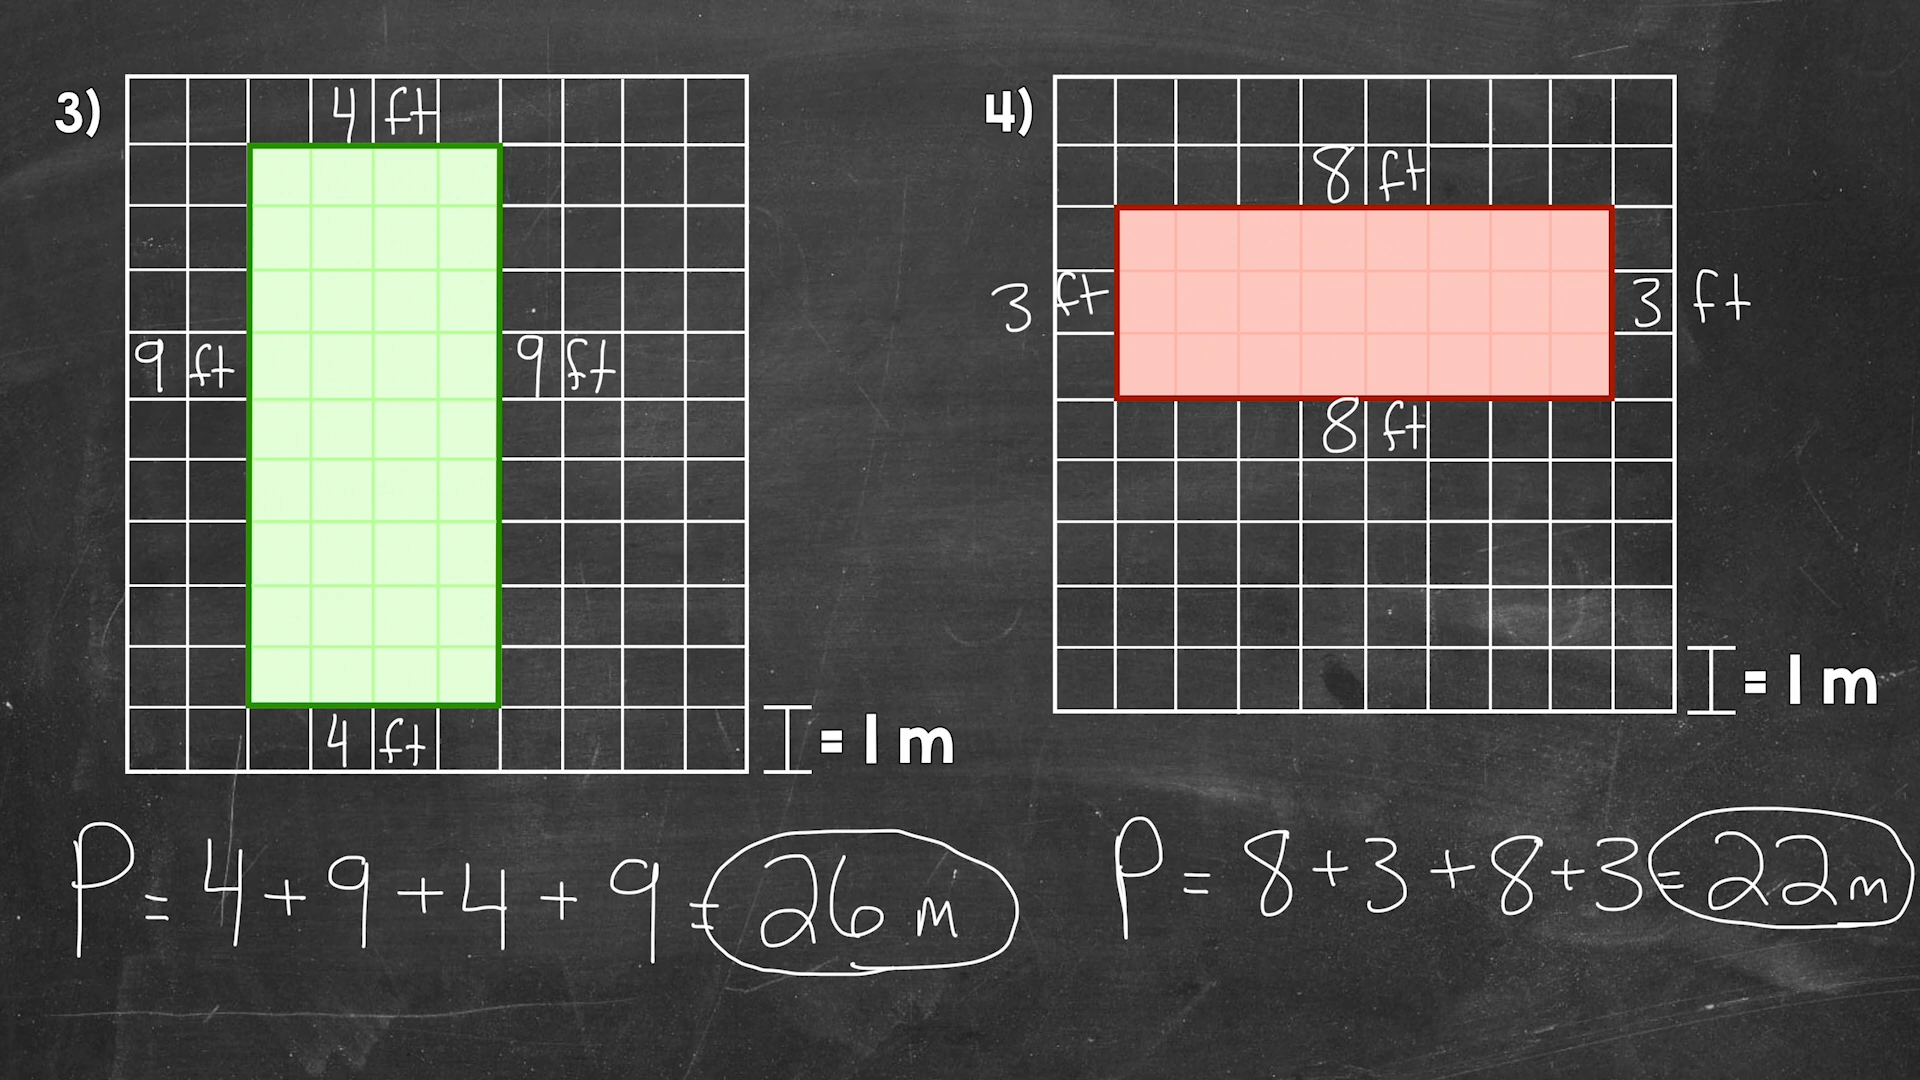 3)
4 ft
9 ft
9 ft
4 ft
= 1 m
P = 4 + 9 + 4 + 9 = 26 m
4)
8 ft
3 ft
3 ft
8 ft
= 1 m
P = 8 + 3 + 8 + 3 = 22 m